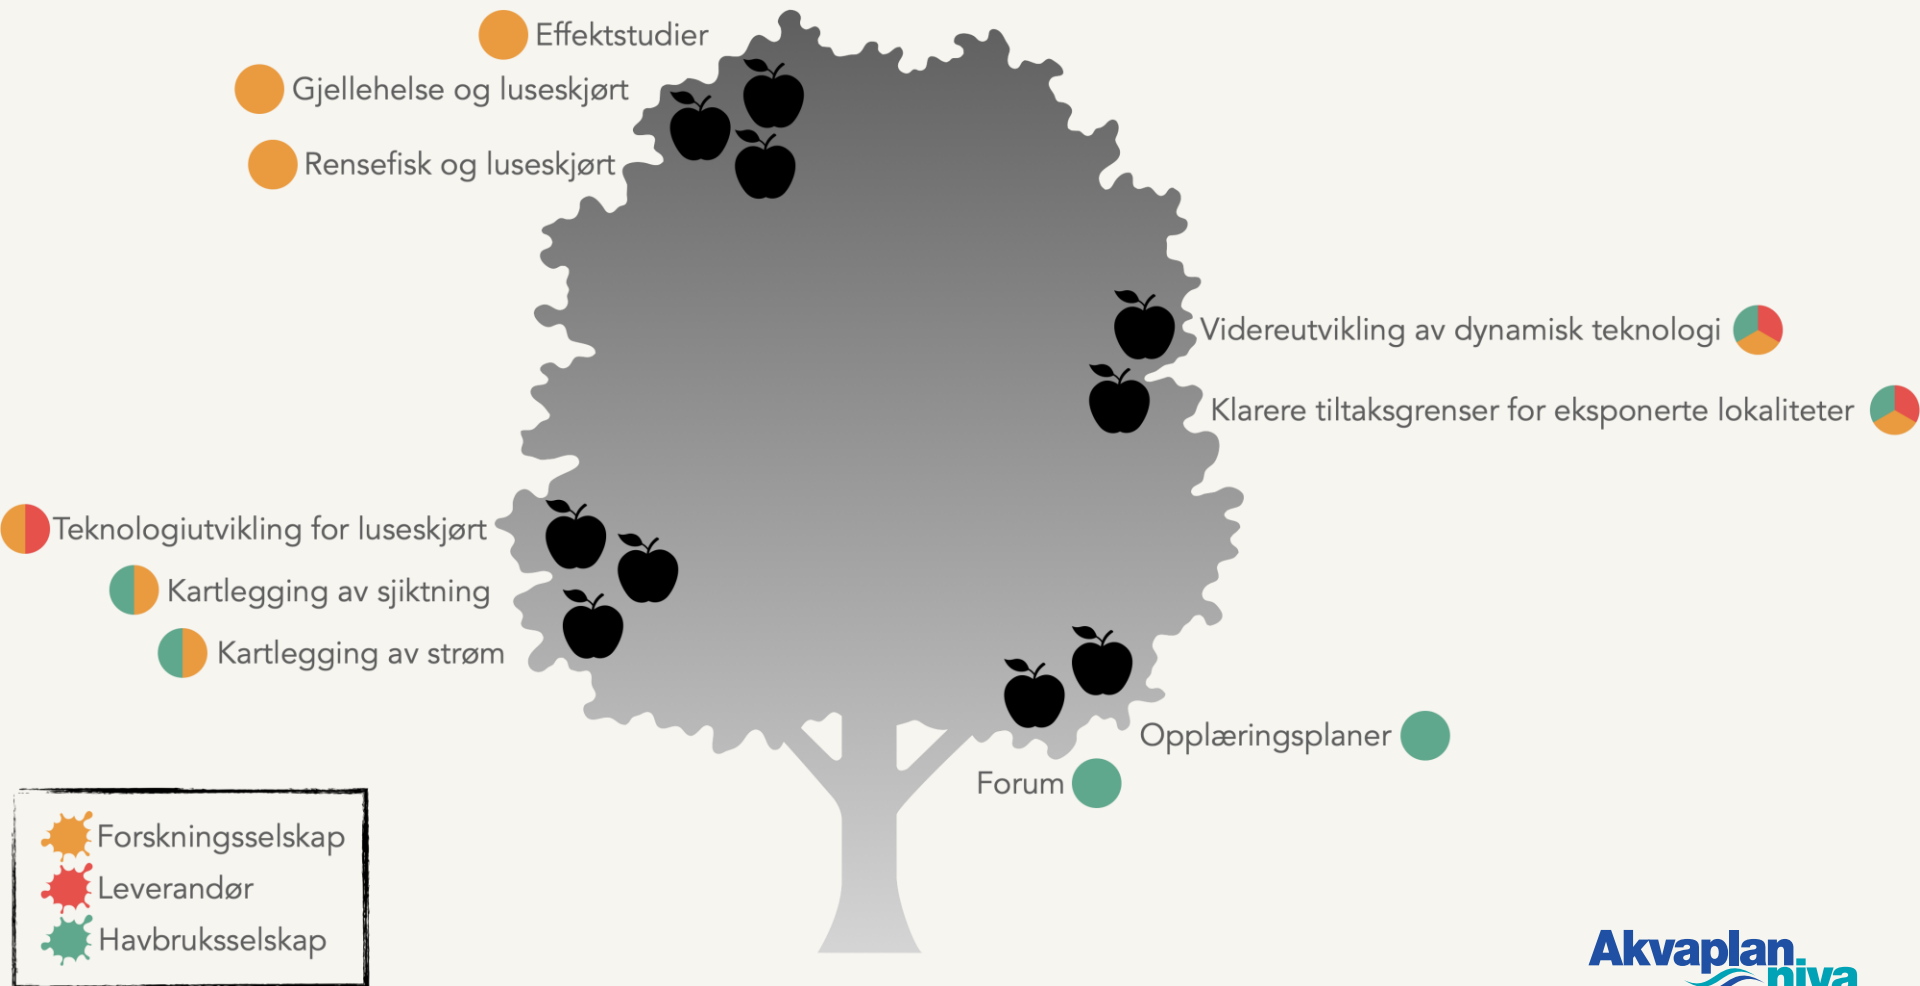 Effektstudier
Gjellehelse og luseskjørt
Rensefisk og luseskjørt
Videreutvikling av dynamisk teknologi
Klarere tiltaksgrenser for eksponerte lokaliteter
Teknologiutvikling for luseskjørt
Kartlegging av sjiktning
Kartlegging av strøm
Opplæringsplaner
Forum
Forskningsselskap
Leverandør
Havbruksselskap
Akvaplan
niva